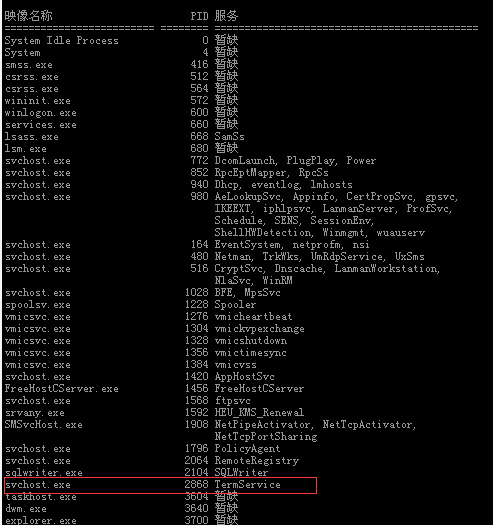 映像名称 PID 服务
========================= ======== ============================================
System Idle Process 0 暂缺
System 4 暂缺
smss.exe 416 暂缺
csrss.exe 512 暂缺
csrss.exe 564 暂缺
wininit.exe 572 暂缺
winlogon.exe 600 暂缺
services.exe 660 暂缺
lsass.exe 668 SamSs
lsm.exe 680 暂缺
svchost.exe 772 DcomLaunch, PlugPlay, Power
svchost.exe 852 RpcEptMapper, RpcSs
svchost.exe 940 Dhcp, eventlog, lmhosts
svchost.exe 980 AeLookupSvc, Appinfo, CertPropSvc, gpsvc,
IKEEXT, iphlpsvc, LanmanServer, ProfSvc,
Schedule, SENS, SessionEnv,
ShellHWDetection, Winmgmt, wuauserv
svchost.exe 164 EventSystem, netprofm, nsi
svchost.exe 480 Netman, TrkWks, UmRdpService, UxSms
svchost.exe 516 CryptSvc, Dnscache, LanmanWorkstation,
NlaSvc, WinRM
svchost.exe 1028 BFE, MpsSvc
spoolsv.exe 1228 Spooler
vmicsvc.exe 1276 vmicheartbeat
vmicsvc.exe 1304 vmickvpexchange
vmicsvc.exe 1328 vmicshutdown
vmicsvc.exe 1356 vmictimesync
vmicsvc.exe 1384 vmicvss
svchost.exe 1420 AppHostSvc
FreeHostCServer.exe 1456 FreeHostCServer
svchost.exe 1568 ftpsvc
srvany.exe 1592 HEU_KMS_Renewal
SMSvcHost.exe 1908 NetPipeActivator, NetTcpActivator,
NetTcpPortSharing
svchost.exe 1796 PolicyAgent
svchost.exe 2064 RemoteRegistry
sqlwriter.exe 2104 SQLWriter
svchost.exe 2868 TermService
taskhost.exe 3604 暂缺
dwm.exe 3640 暂缺
explorer.exe 3700 暂缺